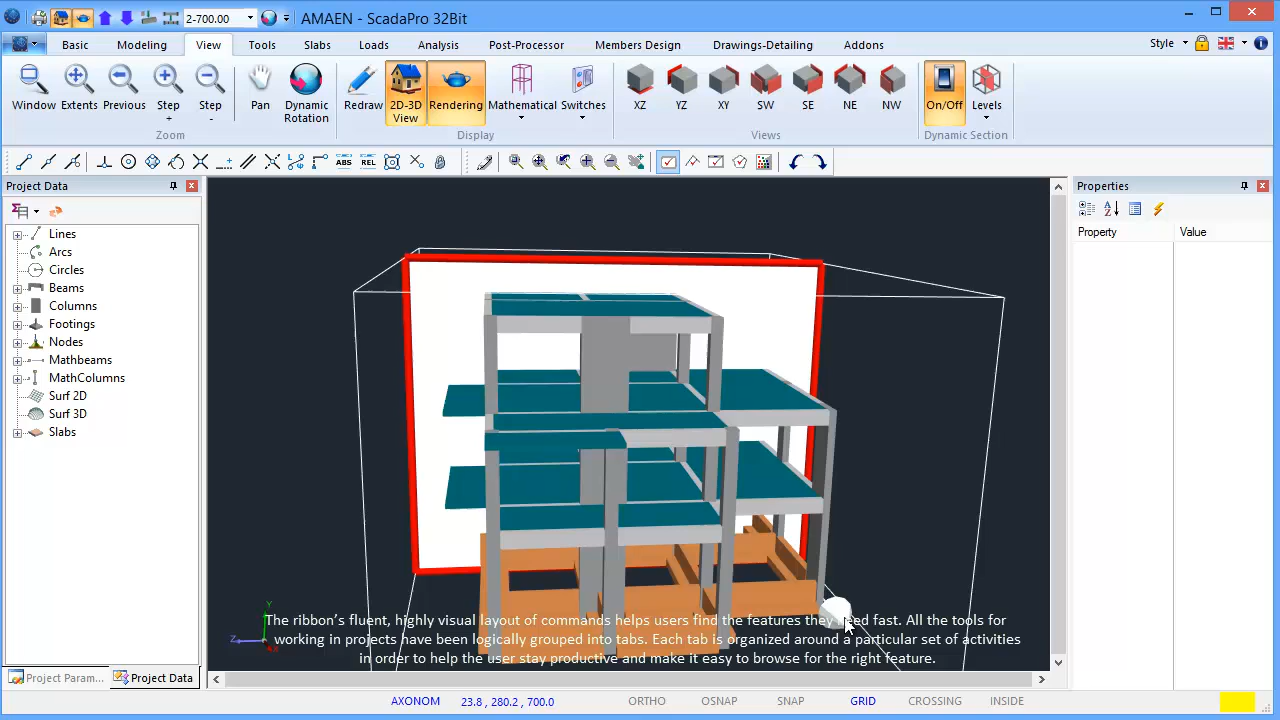 2-700.00
AMAEN - ScadaPro 32Bit
Basic Modeling View Tools Slabs Loads Analysis Post-Processor Members Design Drawings-Detailing Addons Style
Window Extents Previous Step + Step - Pan Dynamic Rotation Redraw 2D-3D View Rendering Mathematical Switches XZ YZ XY SW SE NE NW On/Off Levels
Zoom Display Views Dynamic Section
ABS REL
Project Data
Properties
Property Value
Lines
Arcs
Circles
Beams
Columns
Footings
Nodes
Mathbeams
MathColumns
Surf 2D
Surf 3D
Slabs
Y
Z
The ribbon's fluent, highly visual layout of commands helps users find the features they need fast. All the tools for
working in projects have been logically grouped into tabs. Each tab is organized around a particular set of activities
in order to help the user stay productive and make it easy to browse for the right feature.
Project Param... Project Data
AXONOM 23.8, 280.2, 700.0 ORTHO OSNAP SNAP GRID CROSSING INSIDE